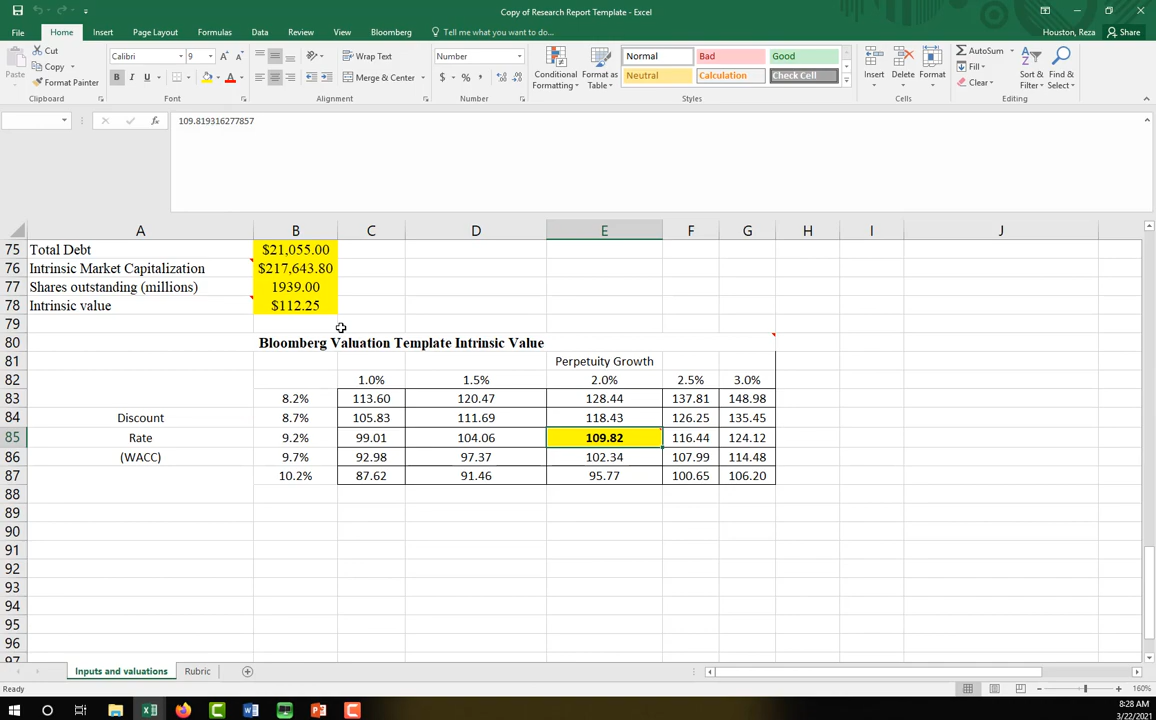 Copy of Research Report Template - Excel
File Home Insert Page Layout Formulas Data Review View Bloomberg Tell me what you want to do... Houston, Reza Share
Cut Calibri 9 A A Wrap Text Number Normal Bad Good AutoSum
Copy Fill
Paste Format Painter B I U A Merge & Center $ % , Conditional Formatting Format as Table Neutral Calculation Check Cell Insert Delete Format Clear Sort & Filter Find & Select
Clipboard Font Alignment Number Styles Cells Editing
fx 109.819316277857
A B C D E F G H I J
75 Total Debt $21,055.00
76 Intrinsic Market Capitalization $217,643.80
77 Shares outstanding (millions) 1939.00
78 Intrinsic value $112.25
79
80 Bloomberg Valuation Template Intrinsic Value
81 Perpetuity Growth
82 1.0% 1.5% 2.0% 2.5% 3.0%
83 8.2% 113.60 120.47 128.44 137.81 148.98
84 Discount 8.7% 105.83 111.69 118.43 126.25 135.45
85 Rate 9.2% 99.01 104.06 109.82 116.44 124.12
86 (WACC) 9.7% 92.98 97.37 102.34 107.99 114.48
87 10.2% 87.62 91.46 95.77 100.65 106.20
88
89
90
91
92
93
94
95
96
97
Inputs and valuations Rubric
Ready 160%
8:28 AM
3/22/2021